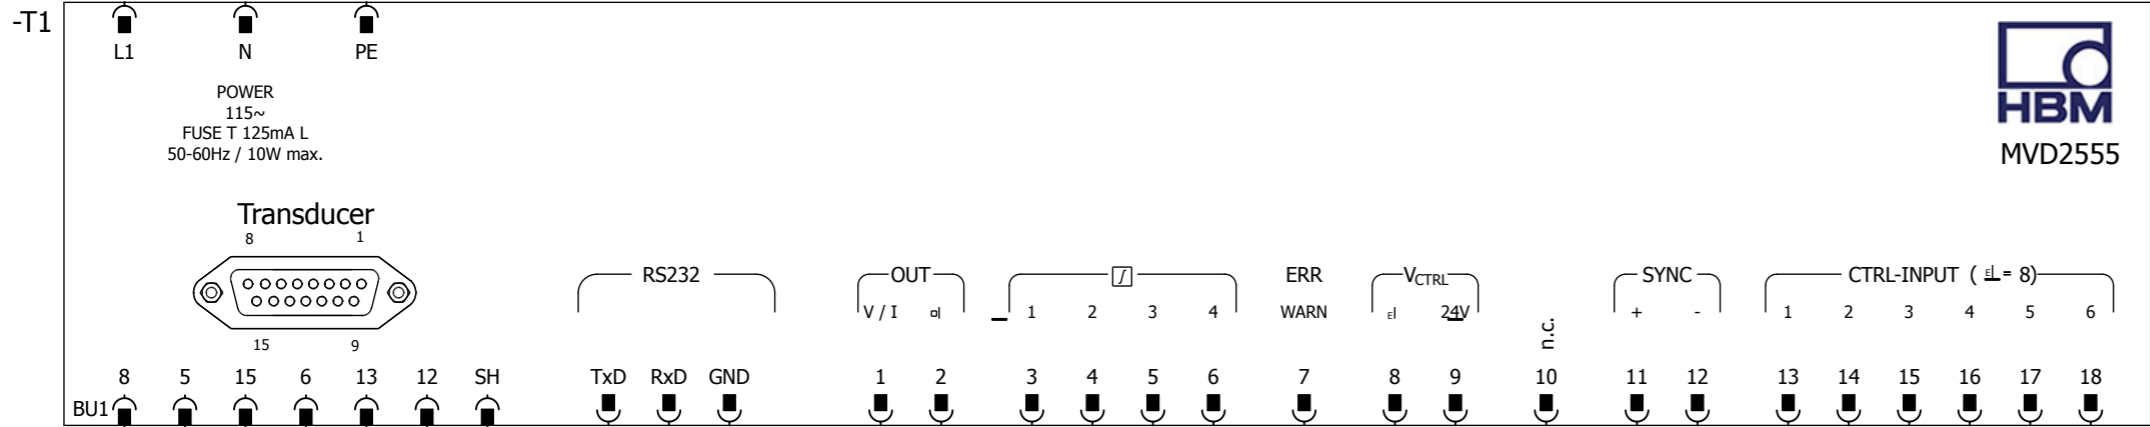 -T1
L1 N PE
POWER
115~
FUSE T 125mA L
50-60Hz / 10W max.
HBM
MVD2555
Transducer
8 1
15 9
RS232 OUT ∫ ERR VCTRL SYNC CTRL-INPUT ( = 8)
V / I 1 2 3 4 WARN 24V + - 1 2 3 4 5 6
n.c.
8 5 15 6 13 12 SH TxD RxD GND 1 2 3 4 5 6 7 8 9 10 11 12 13 14 15 16 17 18
BU1